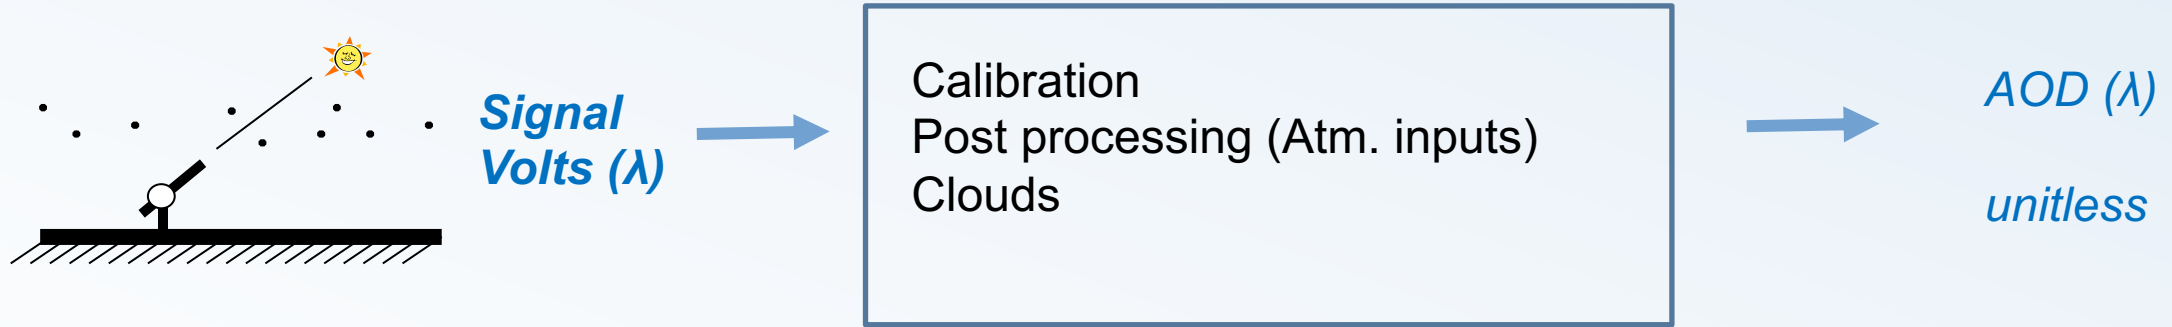 Signal
Volts (λ)
Calibration
Post processing (Atm. inputs)
Clouds
AOD (λ)
unitless